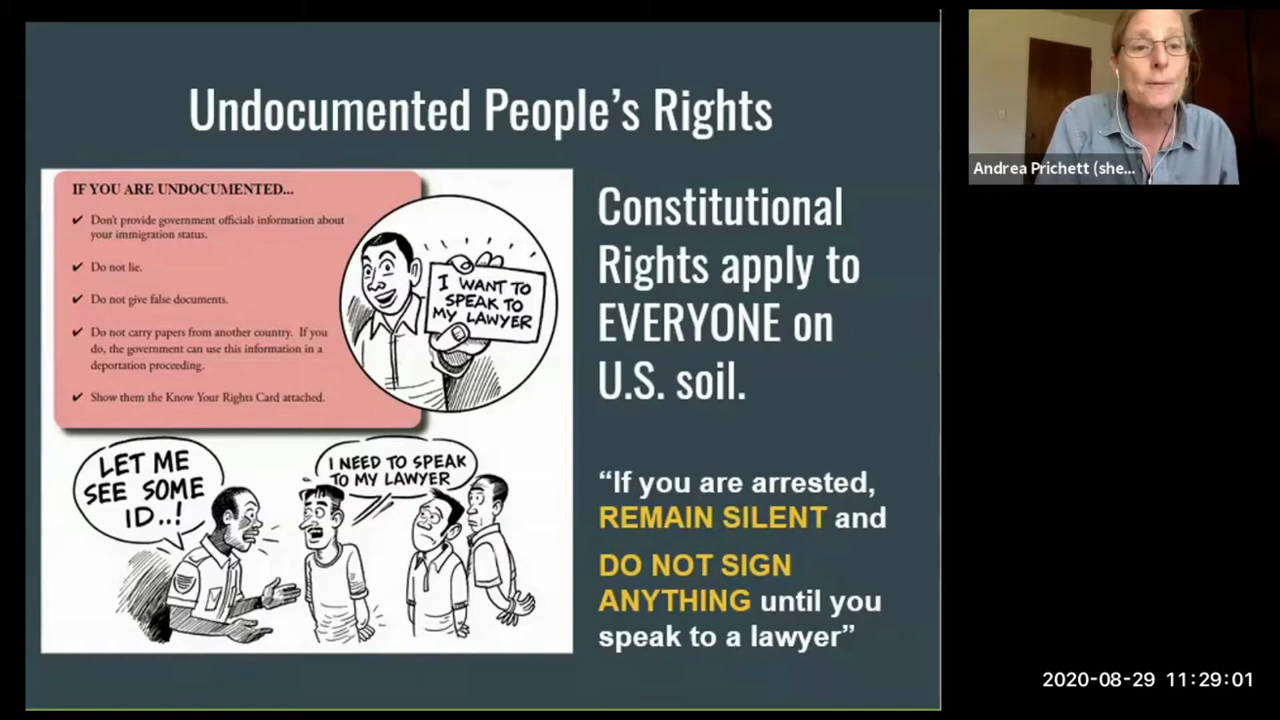 Undocumented People's Rights
IF YOU ARE UNDOCUMENTED...
✔ Don't provide government officials information about
your immigration status.
✔ Do not lie.
✔ Do not give false documents.
✔ Do not carry papers from another country. If you
do, the government can use this information in a
deportation proceeding.
✔ Show them the Know Your Rights Card attached.
I WANT TO
SPEAK TO
MY LAWYER
LET ME
SEE SOME
ID..!
I NEED TO SPEAK
TO MY LAWYER
Constitutional
Rights apply to
EVERYONE on
U.S. soil.
“If you are arrested,
REMAIN SILENT and
DO NOT SIGN
ANYTHING until you
speak to a lawyer”
Andrea Prichett (she...
2020-08-29 11:29:01